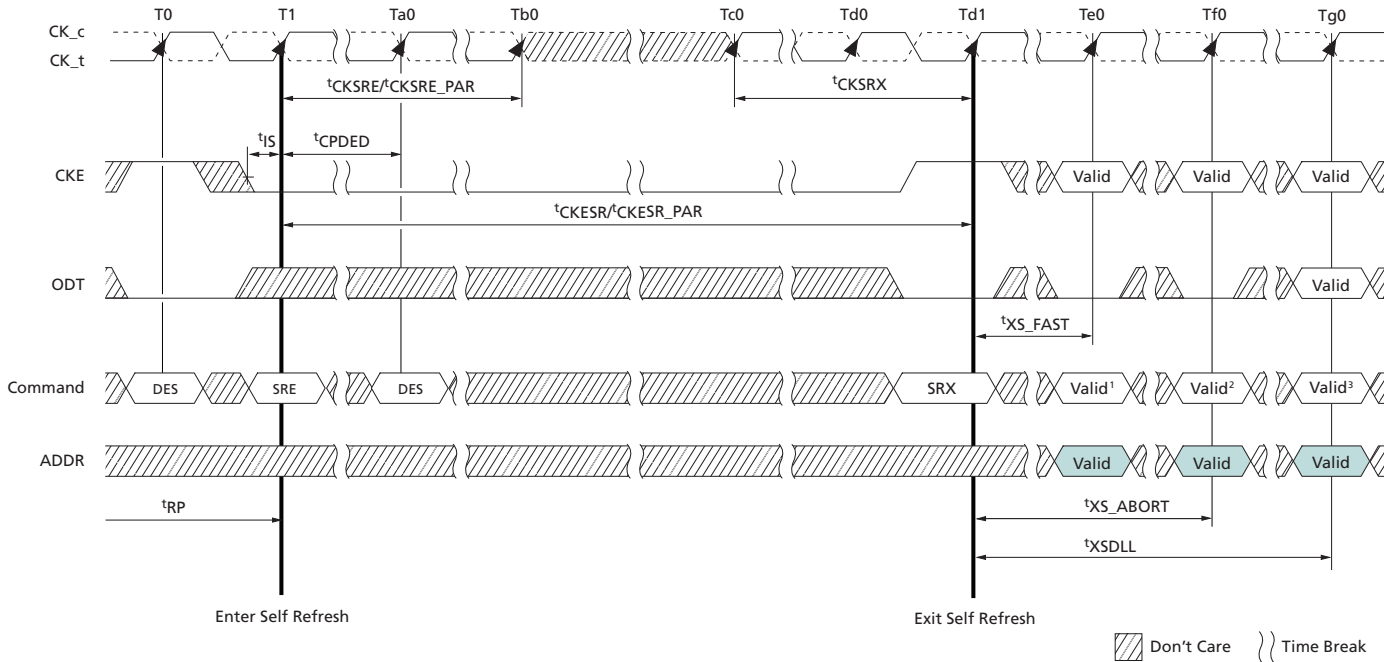 T0 T1 Ta0 Tb0 Tc0 Td0 Td1 Te0 Tf0 Tg0
CK_c
CK_t
tCKSRE/tCKSRE_PAR tCKSRX
tIS tCPDED
CKE Valid Valid Valid
tCKESR/tCKESR_PAR
ODT Valid
tXS_FAST
Command DES SRE DES SRX Valid¹ Valid² Valid³
ADDR Valid Valid Valid
tRP tXS_ABORT
tXSDLL
Enter Self Refresh Exit Self Refresh
Don't Care Time Break